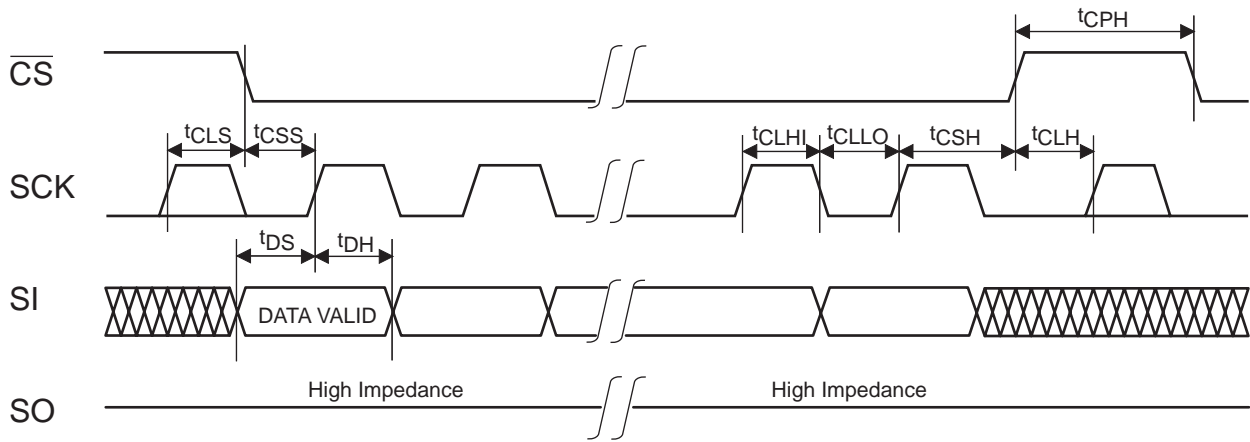 tCPH
CS
tCLS tCSS tCLHI tCLLO tCSH tCLH
SCK
tDS tDH
SI
DATA VALID
High Impedance High Impedance
SO